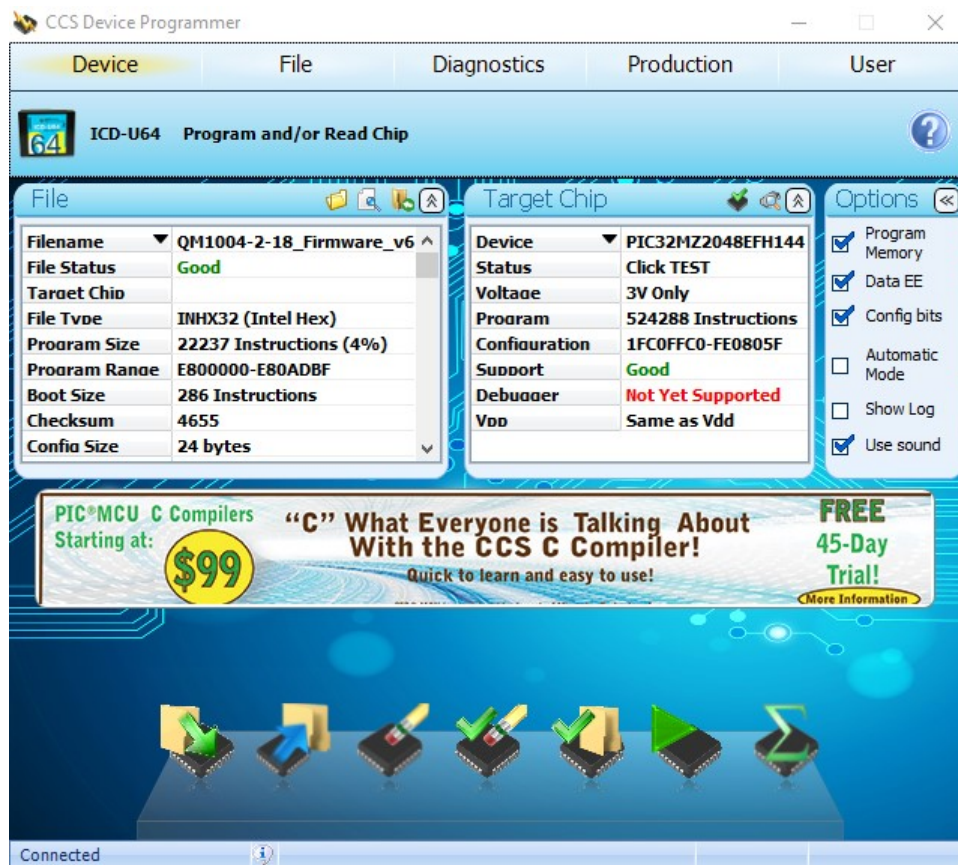 CCS Device Programmer
Device File Diagnostics Production User
64
ICD-U64 Program and/or Read Chip
?
File
Filename QM1004-2-18_Firmware_v6
File Status Good
Target Chip
File Type INHX32 (Intel Hex)
Program Size 22237 Instructions (4%)
Program Range E800000-E80ADBF
Boot Size 286 Instructions
Checksum 4655
Config Size 24 bytes
Target Chip
Device PIC32MZ2048EFH144
Status Click TEST
Voltage 3V Only
Program 524288 Instructions
Configuration 1FC0FFC0-FE0805F
Support Good
Debugger Not Yet Supported
Vpp Same as Vdd
Options
Program
Memory
Data EE
Config bits
Automatic
Mode
Show Log
Use sound
PIC®MCU C Compilers
Starting at:
$99
“C” What Everyone is Talking About
With the CCS C Compiler!
Quick to learn and easy to use!
FREE
45-Day
Trial!
More Information
Connected